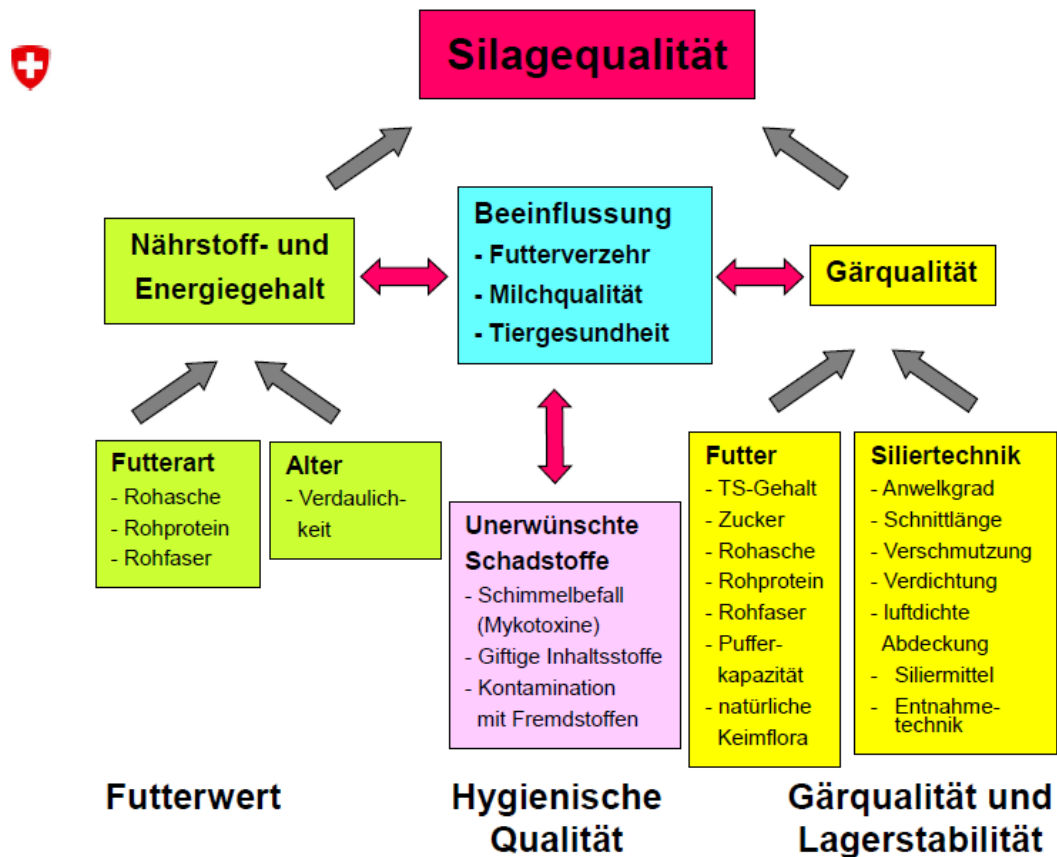 Silagequalität
Nährstoff- und
Energiegehalt
Beeinflussung
- Futterverzehr
- Milchqualität
- Tiergesundheit
Gärqualität
Futterart
- Rohasche
- Rohprotein
- Rohfaser
Alter
- Verdaulich-
keit
Unerwünschte
Schadstoffe
- Schimmelbefall
(Mykotoxine)
- Giftige Inhaltsstoffe
- Kontamination
mit Fremdstoffen
Futter
- TS-Gehalt
- Zucker
- Rohasche
- Rohprotein
- Rohfaser
- Puffer-
kapazität
- natürliche
Keimflora
Siliertechnik
- Anwelkgrad
- Schnittlänge
- Verschmutzung
- Verdichtung
- luftdichte
Abdeckung
- Siliermittel
- Entnahme-
technik
Futterwert
Hygienische
Qualität
Gärqualität und
Lagerstabilität